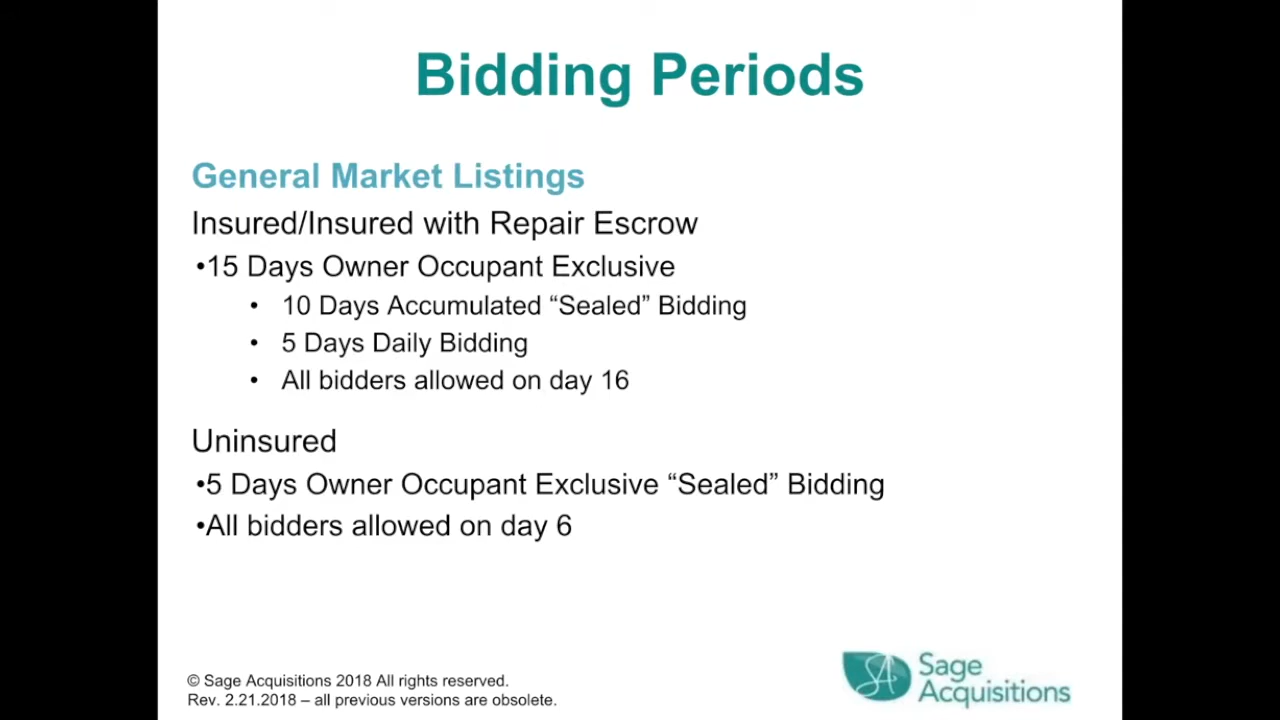 Bidding Periods
General Market Listings
Insured/Insured with Repair Escrow
•15 Days Owner Occupant Exclusive
• 10 Days Accumulated “Sealed” Bidding
• 5 Days Daily Bidding
• All bidders allowed on day 16
Uninsured
•5 Days Owner Occupant Exclusive “Sealed” Bidding
•All bidders allowed on day 6
© Sage Acquisitions 2018 All rights reserved.
Rev. 2.21.2018 – all previous versions are obsolete.
SA
Sage
Acquisitions